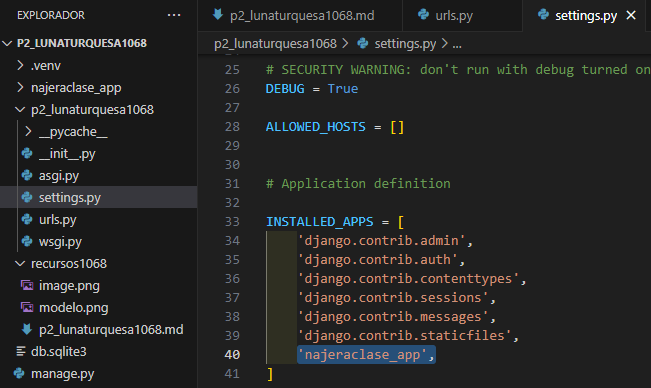 EXPLORADOR ···
P2_LUNATURQUESA1068
.venv
najeraclase_app
p2_lunaturquesa1068
__pycache__
__init__.py
asgi.py
settings.py
urls.py
wsgi.py
recursos1068
image.png
modelo.png
p2_lunaturquesa1068.md
db.sqlite3
manage.py
p2_lunaturquesa1068.md urls.py settings.py ×
p2_lunaturquesa1068 > settings.py > ...
25 # SECURITY WARNING: don't run with debug turned on
26 DEBUG = True
27
28 ALLOWED_HOSTS = []
29
30
31 # Application definition
32
33 INSTALLED_APPS = [
34     'django.contrib.admin',
35     'django.contrib.auth',
36     'django.contrib.contenttypes',
37     'django.contrib.sessions',
38     'django.contrib.messages',
39     'django.contrib.staticfiles',
40     'najeraclase_app',
41 ]